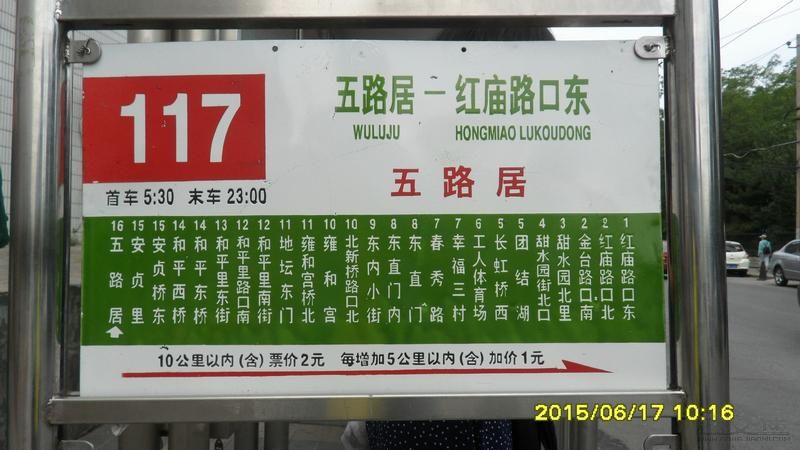 117
五路居－红庙路口东
WULUJU HONGMIAO LUKOUDONG
五路居
首车 5:30 末车 23:00
16 五路居
15 安贞里
15 安贞桥东
14 和平西桥
14 和平东桥
13 和平里东街
12 和平里路口南
12 和平里南街
11 地坛东门
11 雍和宫桥北
10 雍和宫
10 北新桥路口北
9 东内小街
8 东直门内
8 东直门
7 春秀路
7 幸福三村
6 工人体育场
5 长虹桥西
5 团结湖
4 甜水园街北口
3 甜水园北里
2 金台路口南
2 红庙路口北
1 红庙路口东
10公里以内(含)票价2元 每增加5公里以内(含)加价1元
2015/06/17 10:16